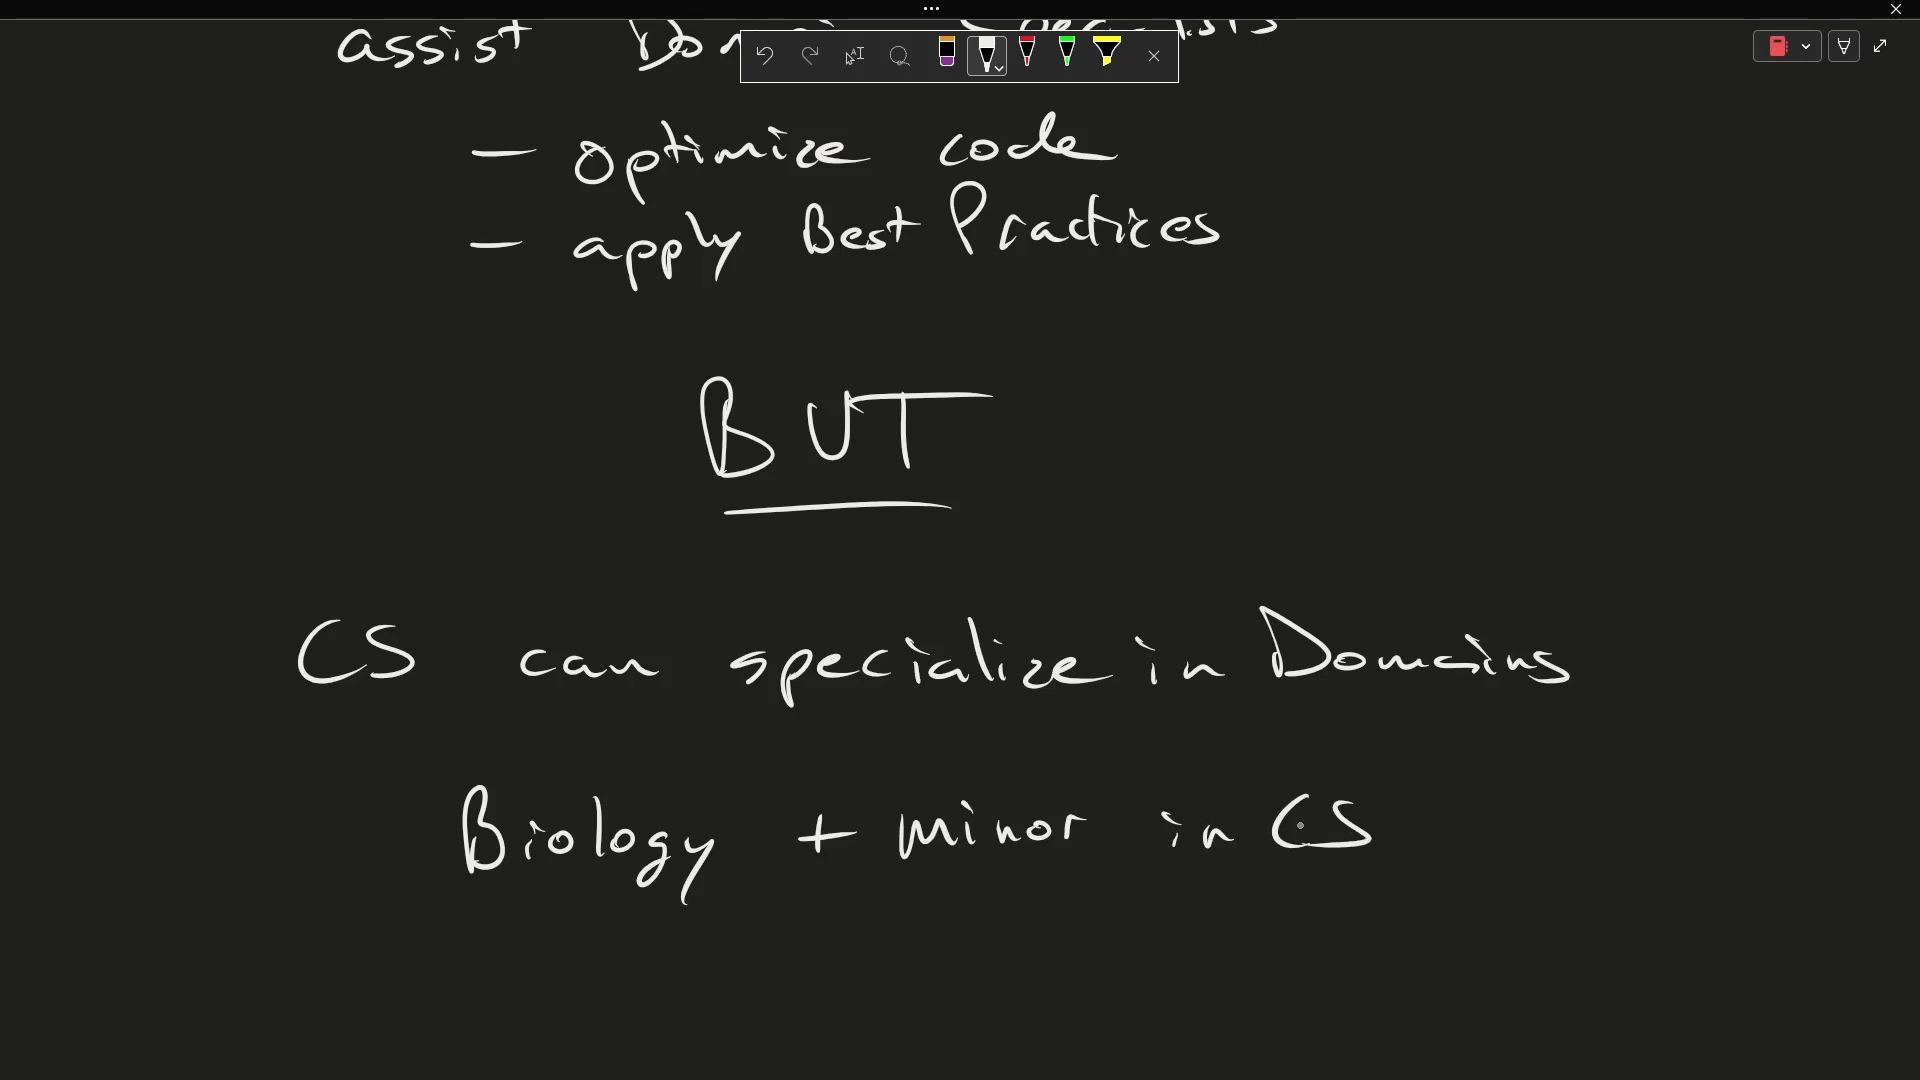 assist
- optimize code
- apply Best Practices
BUT
CS can specialize in Domains
Biology + minor in CS